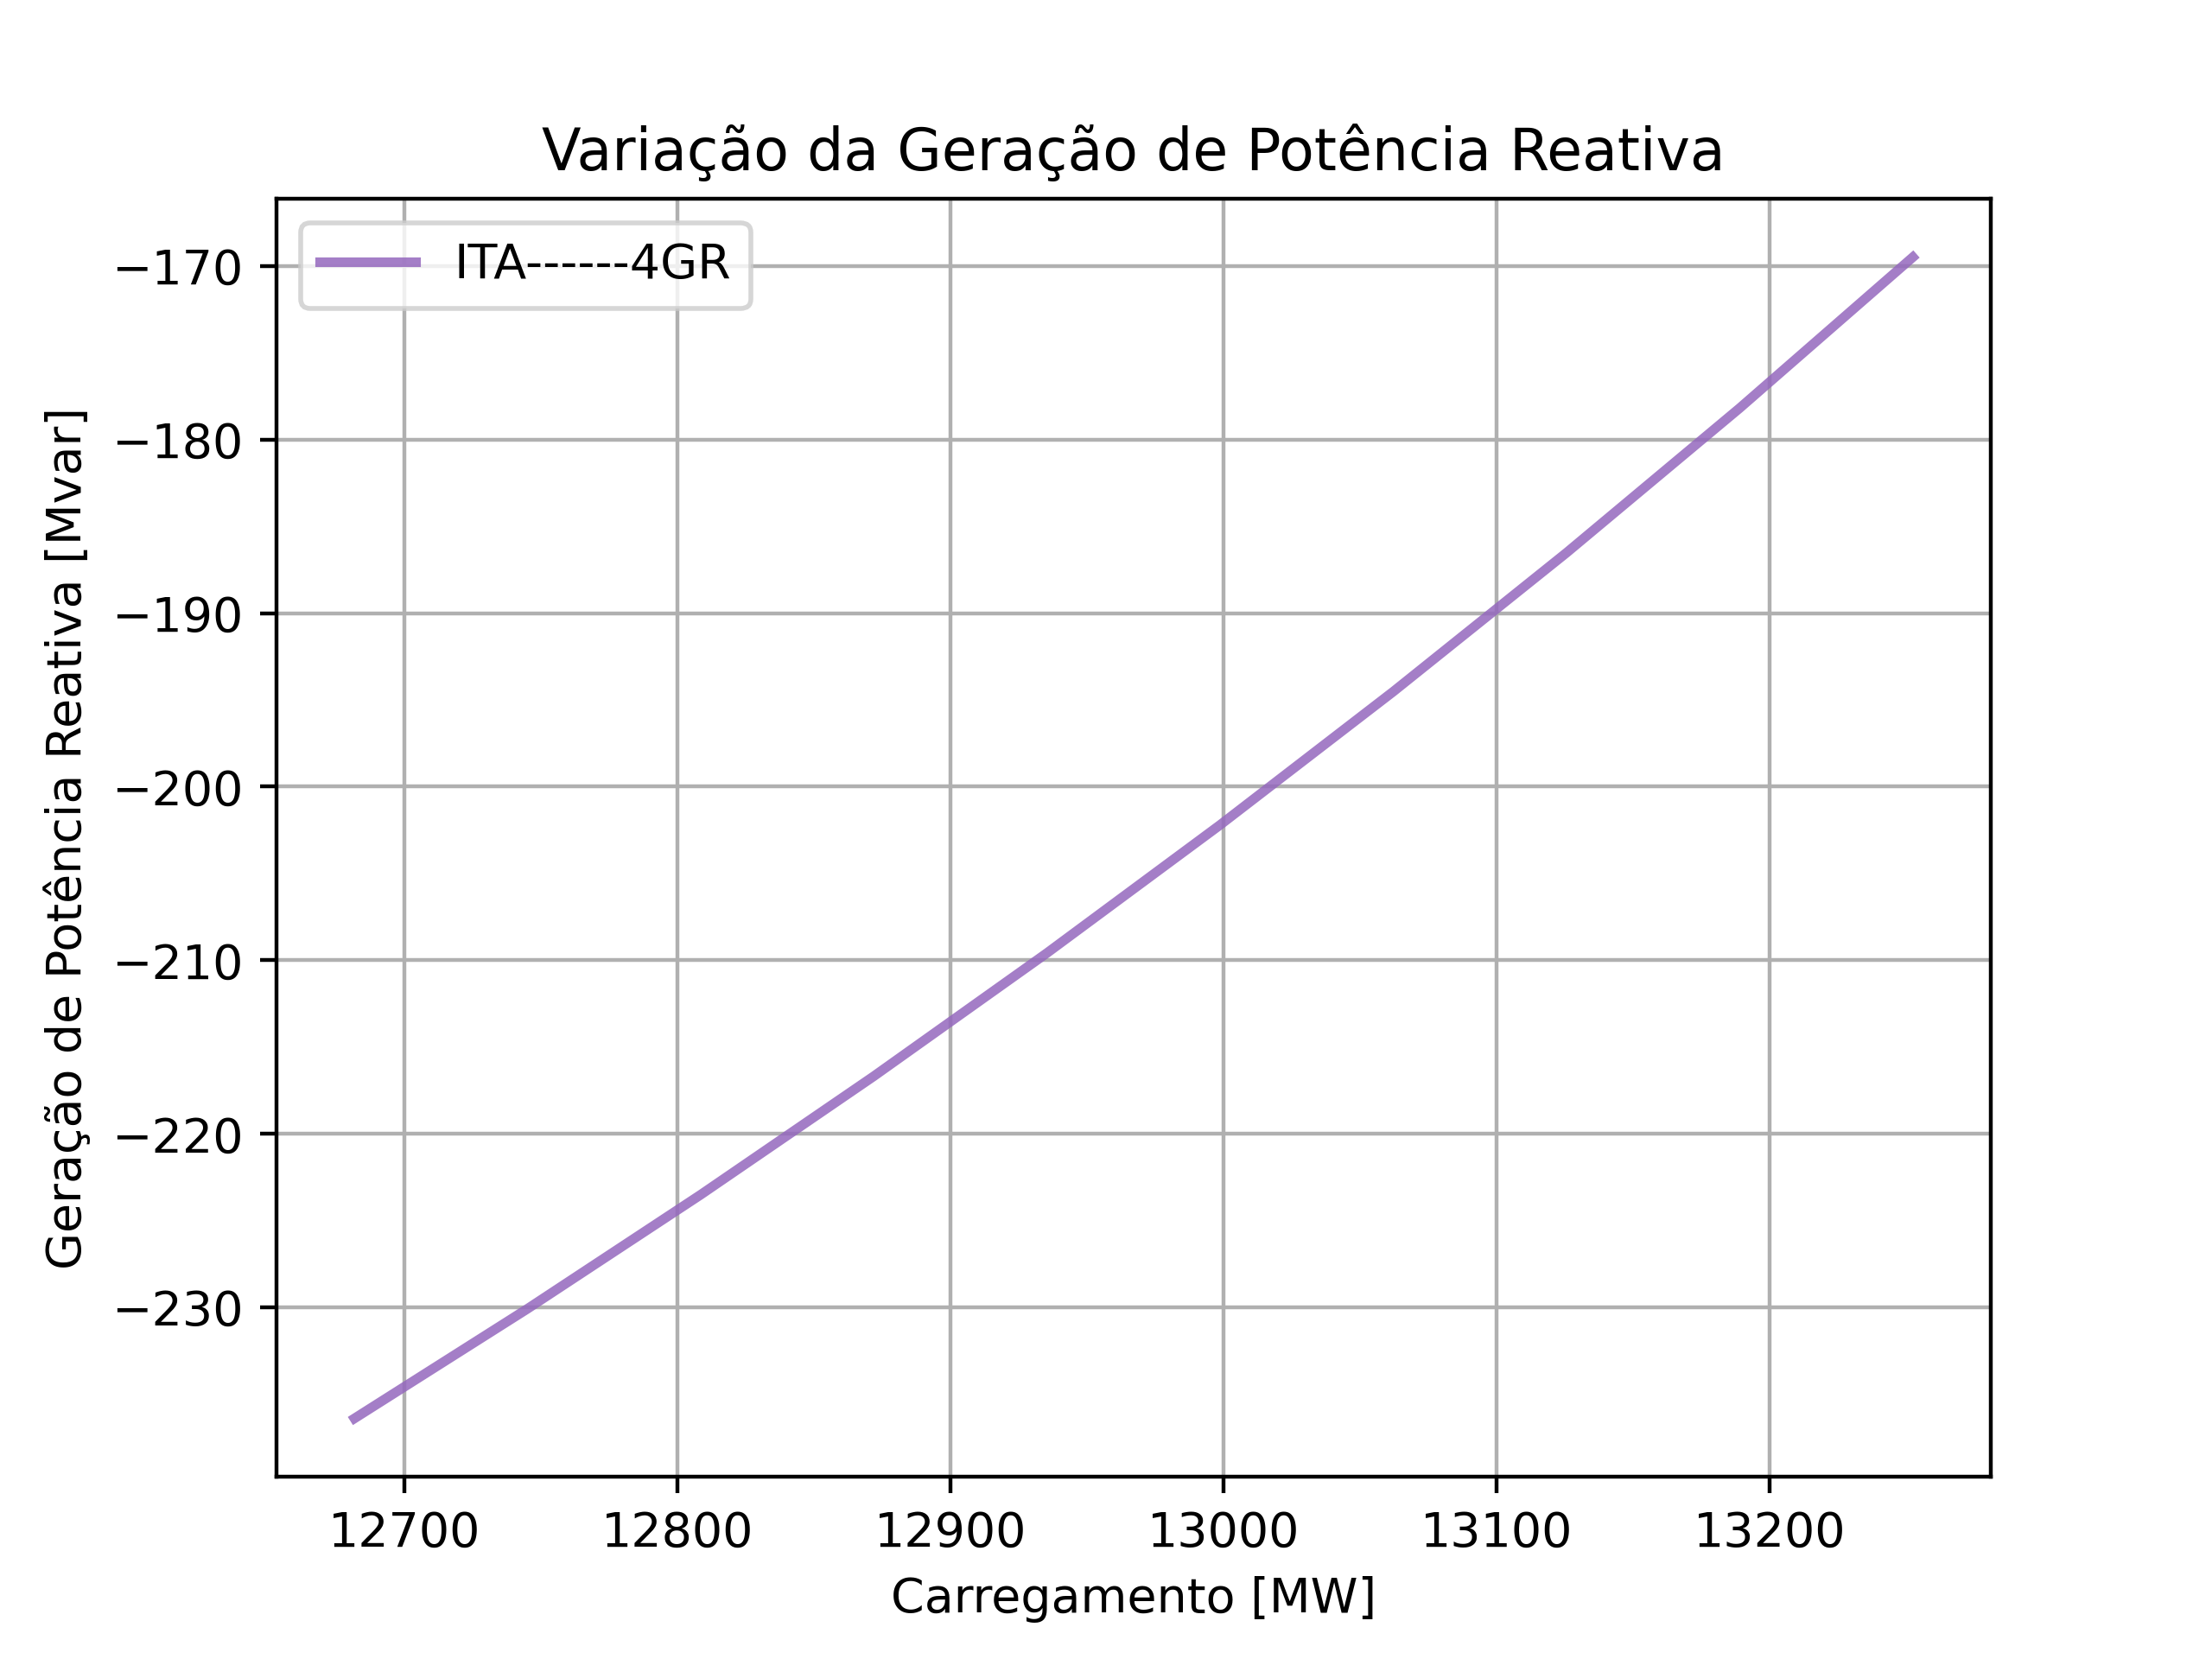 Variação da Geração de Potência Reativa
ITA------4GR
Geração de Potência Reativa [Mvar]
−170
−180
−190
−200
−210
−220
−230
12700 12800 12900 13000 13100 13200
Carregamento [MW]